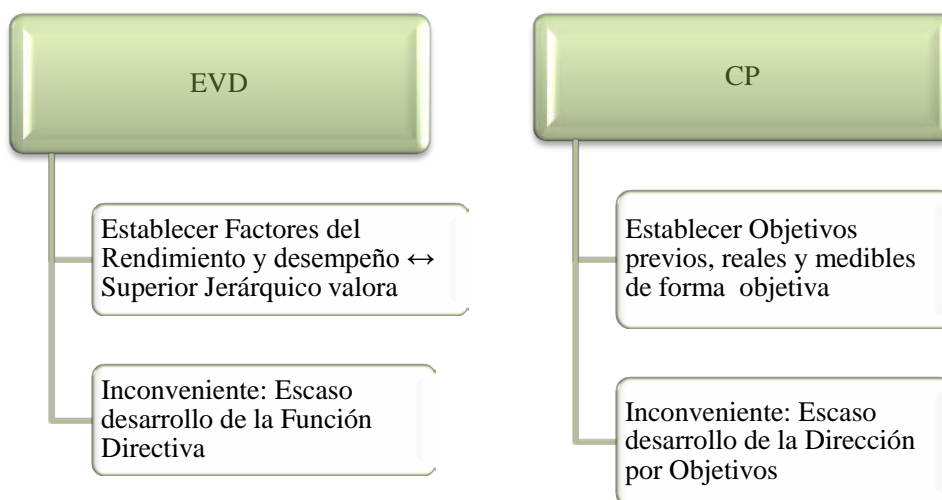 EVD
Establecer Factores del
Rendimiento y desempeño ↔
Superior Jerárquico valora
Inconveniente: Escaso
desarrollo de la Función
Directiva
CP
Establecer Objetivos
previos, reales y medibles
de forma objetiva
Inconveniente: Escaso
desarrollo de la Dirección
por Objetivos